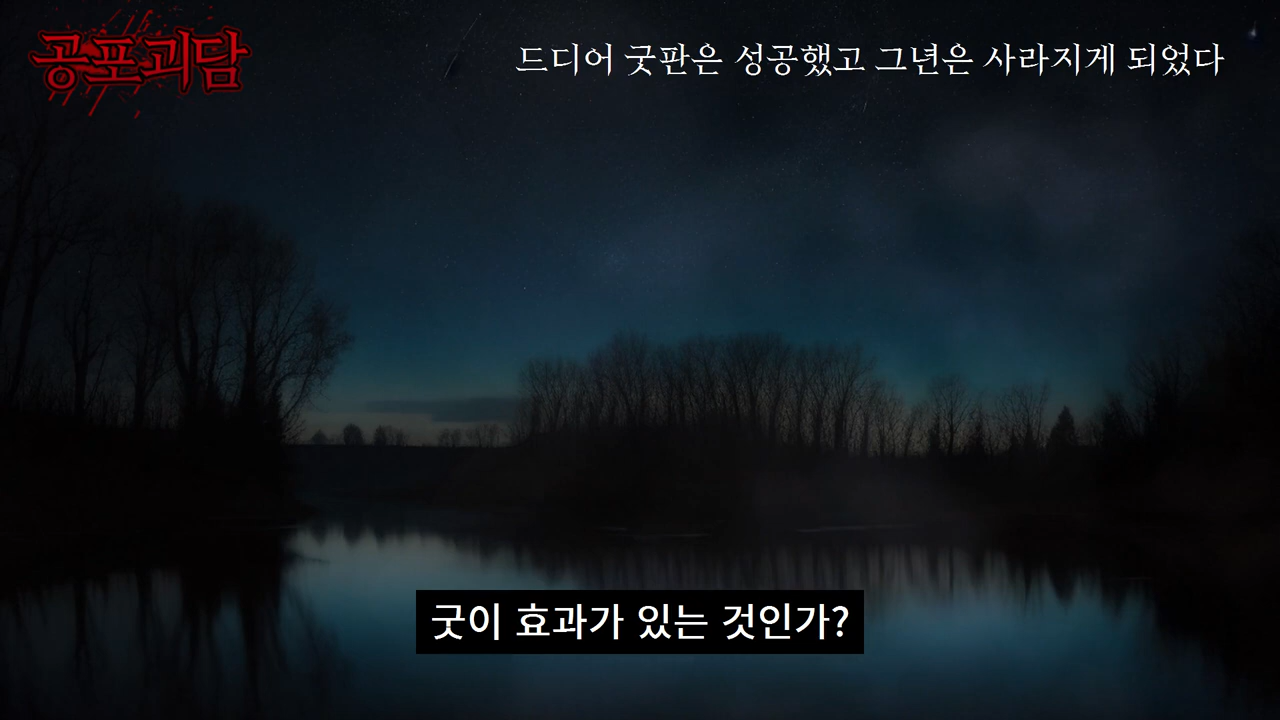 공포괴담
드디어 굿판은 성공했고 그년은 사라지게 되었다
굿이 효과가 있는 것인가?